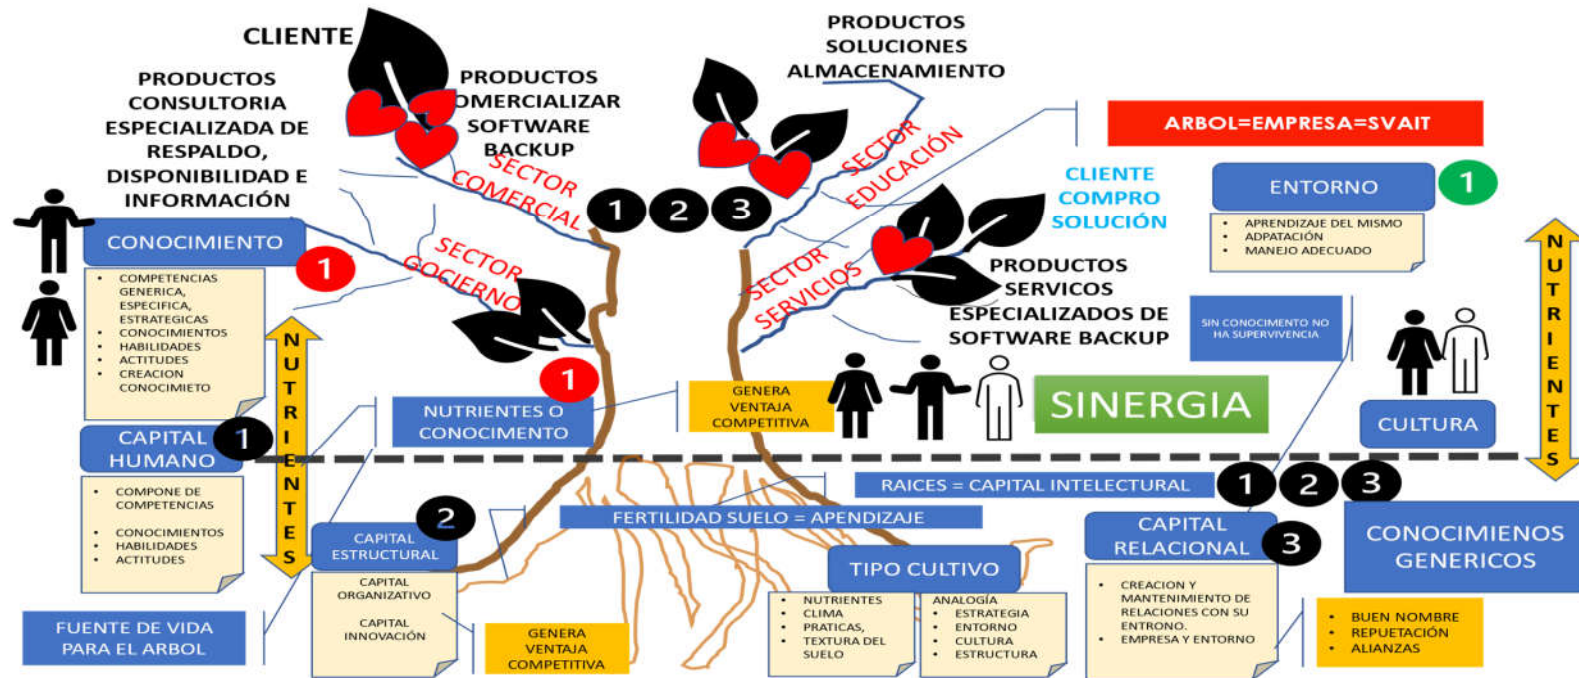 CLIENTE
PRODUCTOS
SOLUCIONES
ALMACENAMIENTO
PRODUCTOS
CONSULTORIA
ESPECIALIZADA DE
RESPALDO,
DISPONIBILIDAD E
INFORMACIÓN
PRODUCTOS
COMERCIALIZAR
SOFTWARE
BACKUP
SECTOR
COMERCIAL
SECTOR
GOCIERNO
1 2 3
SECTOR
EDUCACIÓN
SECTOR
SERVICIOS
ARBOL=EMPRESA=SVAIT
CLIENTE
COMPRO
SOLUCIÓN
ENTORNO
1
• APRENDIZAJE DEL MISMO
• ADPATACIÓN
• MANEJO ADECUADO
NUTRIENTES
PRODUCTOS
SERVICOS
ESPECIALIZADOS DE
SOFTWARE BACKUP
SIN CONOCIMENTO NO
HA SUPERVIVENCIA
CONOCIMIENTO
1
• COMPETENCIAS
GENERICA,
ESPECIFICA,
ESTRATEGICAS
• CONOCIMIENTOS
• HABILIDADES
• ACTITUDES
• CREACION
CONOCIMIETO
NUTRIENTES
1
NUTRIENTES O
CONOCIMENTO
GENERA
VENTAJA
COMPETITIVA
SINERGIA
CULTURA
CAPITAL
HUMANO
1
• COMPONE DE
COMPETENCIAS
• CONOCIMIENTOS
• HABILIDADES
• ACTITUDES
RAICES = CAPITAL INTELECTURAL
1 2 3
FERTILIDAD SUELO = APENDIZAJE
CAPITAL
ESTRUCTURAL
2
CAPITAL
ORGANIZATIVO
CAPITAL
INNOVACIÓN
GENERA
VENTAJA
COMPETITIVA
FUENTE DE VIDA
PARA EL ARBOL
TIPO CULTIVO
• NUTRIENTES
• CLIMA
• PRATICAS,
• TEXTURA DEL
SUELO
ANALOGÍA
• ESTRATEGIA
• ENTORNO
• CULTURA
• ESTRUCTURA
CAPITAL
RELACIONAL
3
• CREACION Y
MANTENIMIENTO DE
RELACIONES CON SU
ENTRONO.
• EMPRESA Y ENTORNO
CONOCIMIENOS
GENERICOS
• BUEN NOMBRE
• REPUETACIÓN
• ALIANZAS